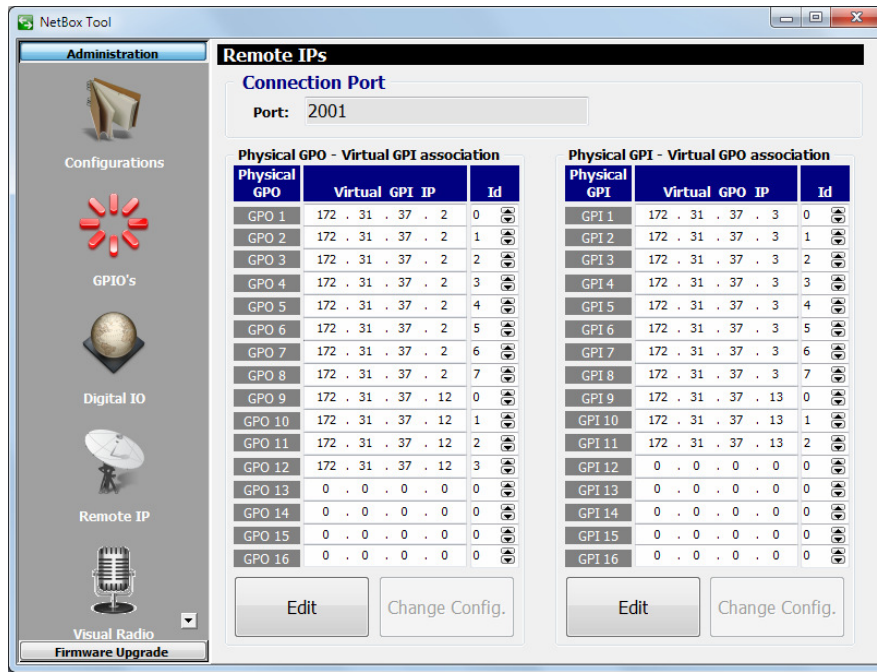 NetBox Tool
Administration
Configurations
GPIO's
Digital IO
Remote IP
Visual Radio
Firmware Upgrade
Remote IPs
Connection Port
Port: 2001
Physical GPO - Virtual GPI association
Physical GPO Virtual GPI IP Id
GPO 1 172 . 31 . 37 . 2 0
GPO 2 172 . 31 . 37 . 2 1
GPO 3 172 . 31 . 37 . 2 2
GPO 4 172 . 31 . 37 . 2 3
GPO 5 172 . 31 . 37 . 2 4
GPO 6 172 . 31 . 37 . 2 5
GPO 7 172 . 31 . 37 . 2 6
GPO 8 172 . 31 . 37 . 2 7
GPO 9 172 . 31 . 37 . 12 0
GPO 10 172 . 31 . 37 . 12 1
GPO 11 172 . 31 . 37 . 12 2
GPO 12 172 . 31 . 37 . 12 3
GPO 13 0 . 0 . 0 . 0 0
GPO 14 0 . 0 . 0 . 0 0
GPO 15 0 . 0 . 0 . 0 0
GPO 16 0 . 0 . 0 . 0 0
Edit Change Config.
Physical GPI - Virtual GPO association
Physical GPI Virtual GPO IP Id
GPI 1 172 . 31 . 37 . 3 0
GPI 2 172 . 31 . 37 . 3 1
GPI 3 172 . 31 . 37 . 3 2
GPI 4 172 . 31 . 37 . 3 3
GPI 5 172 . 31 . 37 . 3 4
GPI 6 172 . 31 . 37 . 3 5
GPI 7 172 . 31 . 37 . 3 6
GPI 8 172 . 31 . 37 . 3 7
GPI 9 172 . 31 . 37 . 13 0
GPI 10 172 . 31 . 37 . 13 1
GPI 11 172 . 31 . 37 . 13 2
GPI 12 0 . 0 . 0 . 0 0
GPI 13 0 . 0 . 0 . 0 0
GPI 14 0 . 0 . 0 . 0 0
GPI 15 0 . 0 . 0 . 0 0
GPI 16 0 . 0 . 0 . 0 0
Edit Change Config.